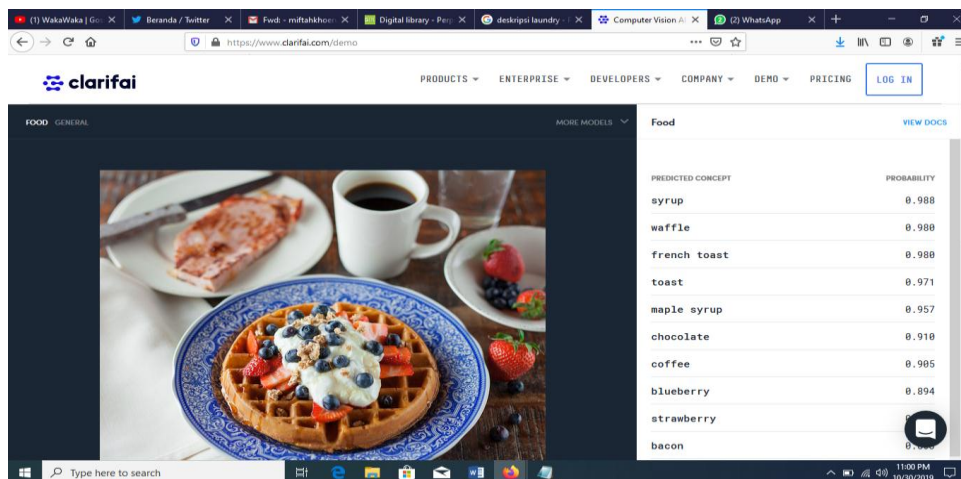 (1) WakaWaka | Go
Beranda / Twitter
Fwd: - miftahkhoer
Digital library - Perp
deskripsi laundry -
Computer Vision A
(2) WhatsApp
https://www.clarifai.com/demo
clarifai
PRODUCTS
ENTERPRISE
DEVELOPERS
COMPANY
DEMO
PRICING
LOG IN
FOOD GENERAL
MORE MODELS
Food
VIEW DOCS
PREDICTED CONCEPT PROBABILITY
syrup 0.988
waffle 0.980
french toast 0.980
toast 0.971
maple syrup 0.957
chocolate 0.910
coffee 0.905
blueberry 0.894
strawberry
bacon
Type here to search
11:00 PM
10/30/2019